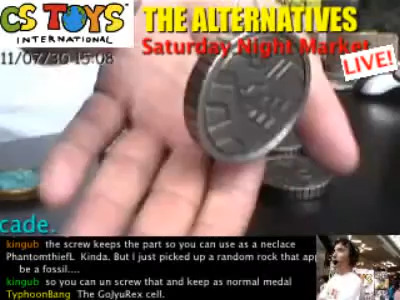 CS TOYS
INTERNATIONAL
THE ALTERNATIVES
Saturday Night Market
LIVE!
11/07/30 15:08
cade.
kingub the screw keeps the part so you can use as a neclace
PhantomthiefL Kinda. But I just picked up a random rock that app
be a fossil....
kingub so you can un screw that and keep as normal medal
TyphoonBang The GoJyuRex cell.